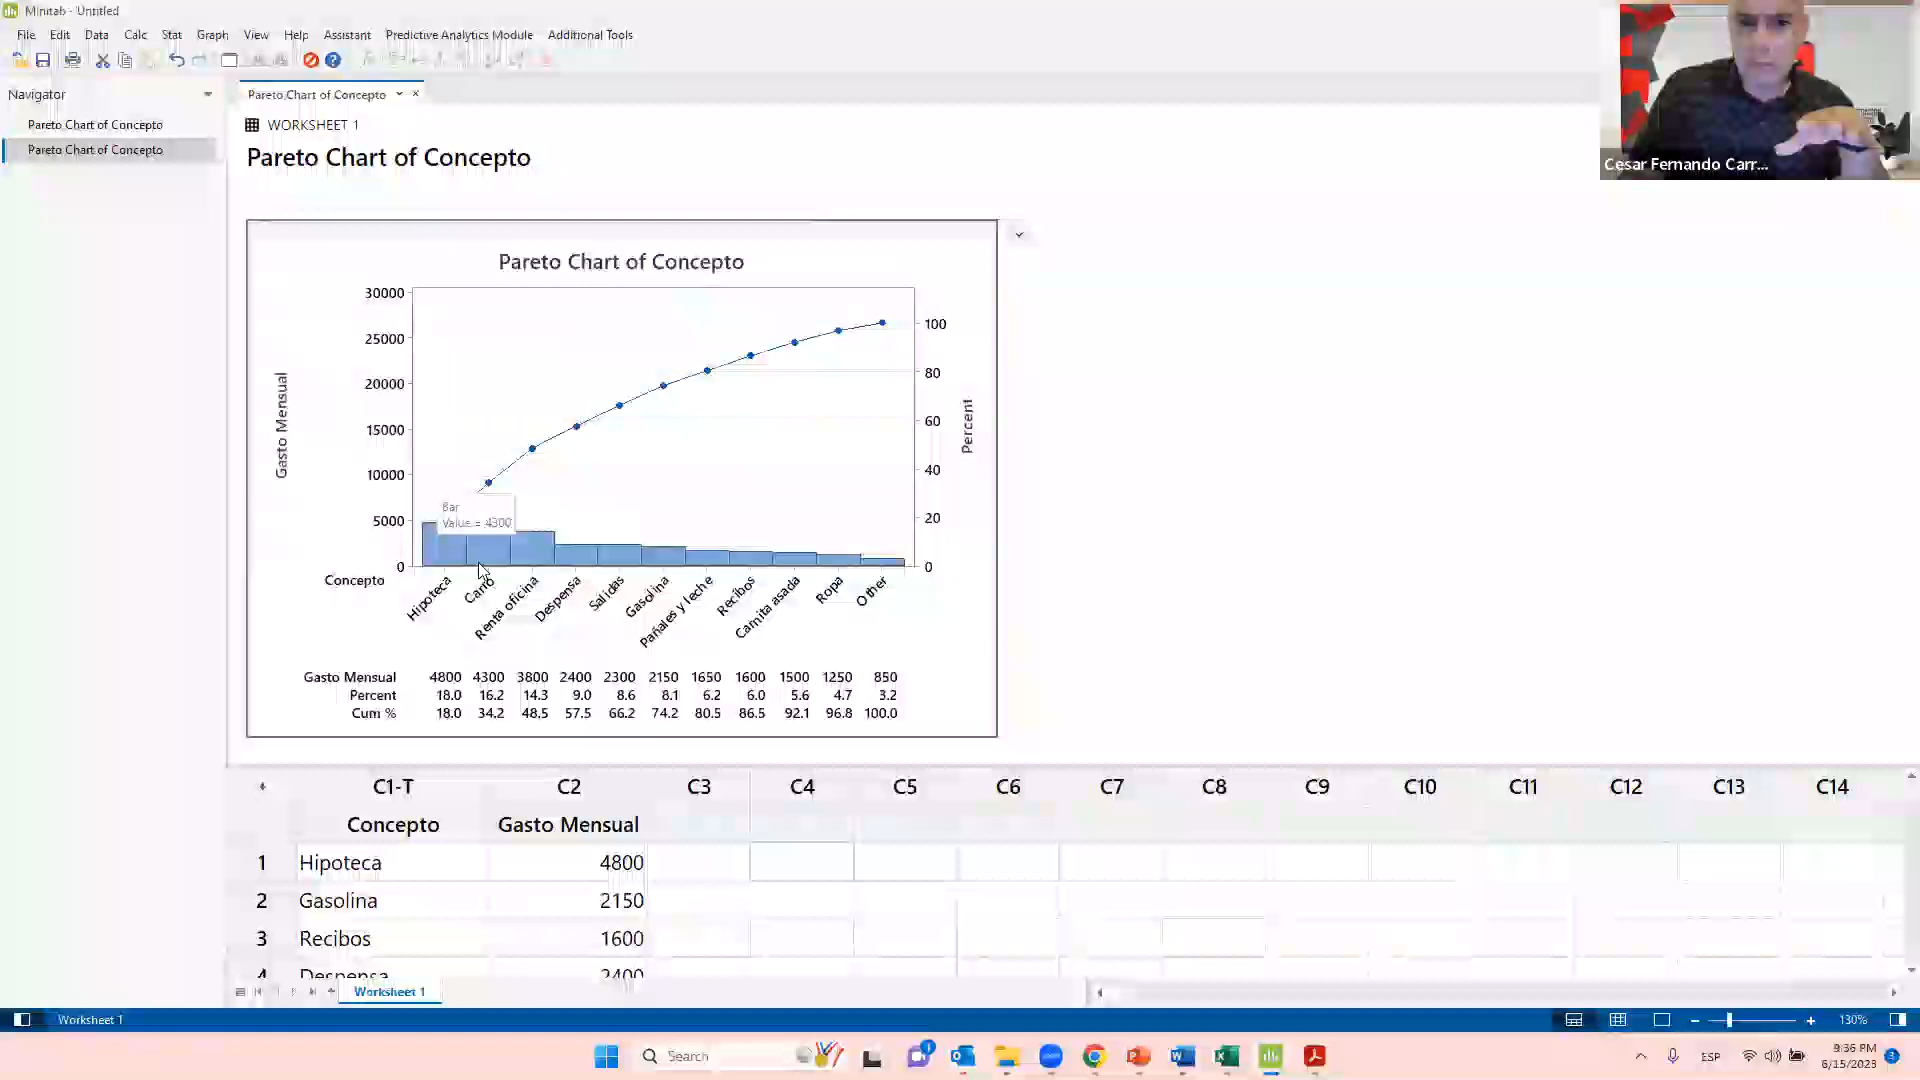 Minitab - Untitled
File Edit Data Calc Stat Graph View Help Assistant Predictive Analytics Module Additional Tools
Navigator
Pareto Chart of Concepto
Pareto Chart of Concepto
Pareto Chart of Concepto
WORKSHEET 1
Pareto Chart of Concepto
Cesar Fernando Carr...
Pareto Chart of Concepto
30000
25000
20000
15000
10000
5000
0
Gasto Mensual
100
80
60
40
20
0
Percent
Bar
Value = 4300
Concepto
Hipoteca
Carro
Renta oficina
Despensa
Salidas
Gasolina
Pañales y leche
Recibos
Carnita asada
Ropa
Other
Gasto Mensual 4800 4300 3800 2400 2300 2150 1650 1600 1500 1250 850
Percent 18.0 16.2 14.3 9.0 8.6 8.1 6.2 6.0 5.6 4.7 3.2
Cum % 18.0 34.2 48.5 57.5 66.2 74.2 80.5 86.5 92.1 96.8 100.0
C1-T C2 C3 C4 C5 C6 C7 C8 C9 C10 C11 C12 C13 C14
Concepto Gasto Mensual
1 Hipoteca 4800
2 Gasolina 2150
3 Recibos 1600
4 Despensa 2400
Worksheet 1
Worksheet 1
130%
Search
1
ESP
9:36 PM
6/15/2023
3